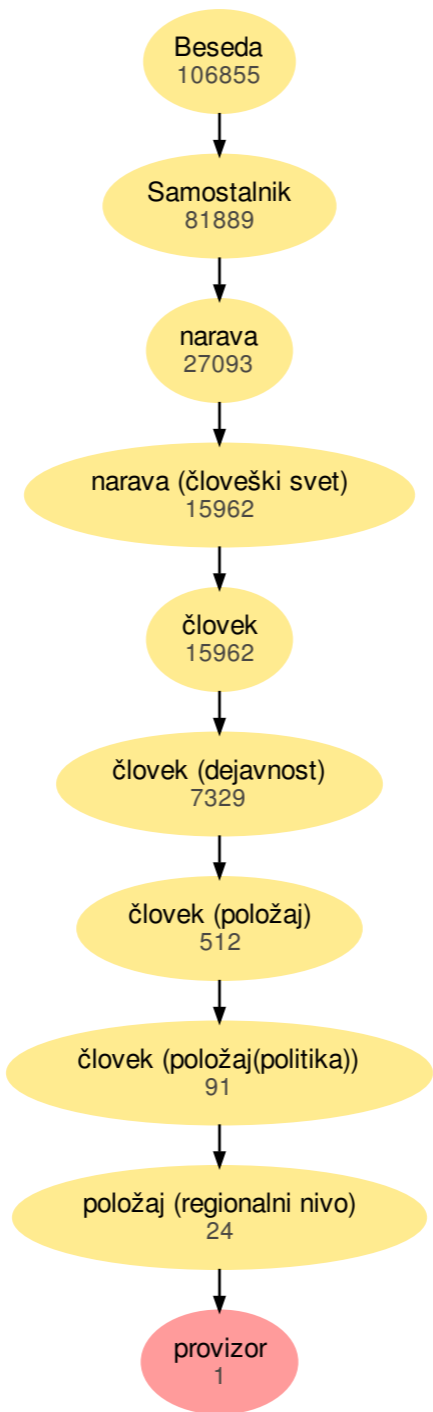 Beseda
106855
Samostalnik
81889
narava
27093
narava (človeški svet)
15962
človek
15962
človek (dejavnost)
7329
človek (položaj)
512
človek (položaj(politika))
91
položaj (regionalni nivo)
24
provizor
1